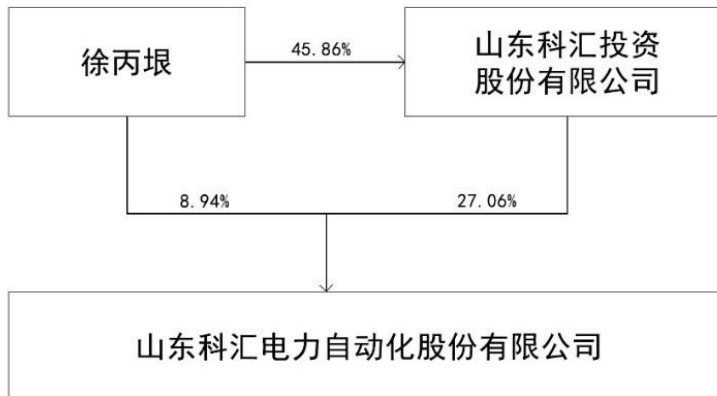 徐丙垠
45.86%
山东科汇投资
股份有限公司
8.94%
27.06%
山东科汇电力自动化股份有限公司